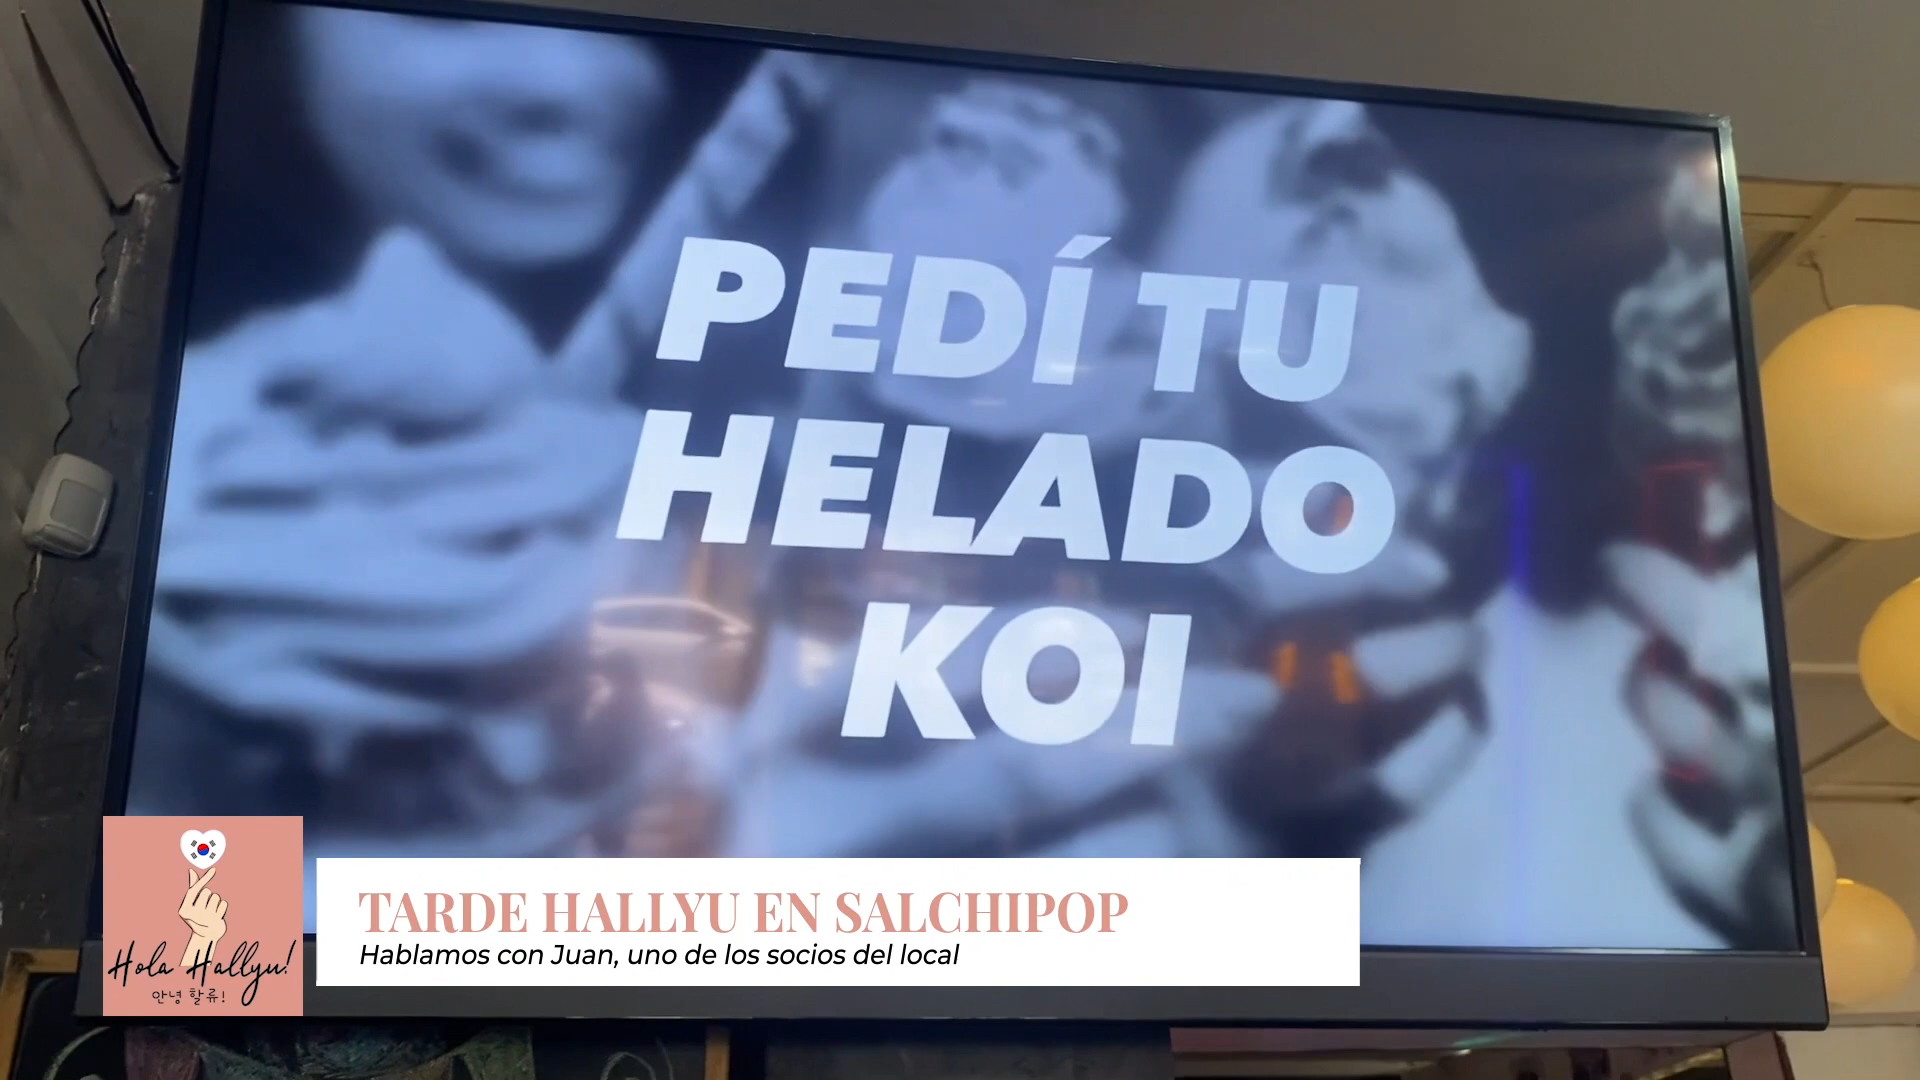 PEDÍ TU
HELADO
KOI
TARDE HALLYU EN SALCHIPOP
Hablamos con Juan, uno de los socios del local
Hola Hallyu!
안녕 할류!